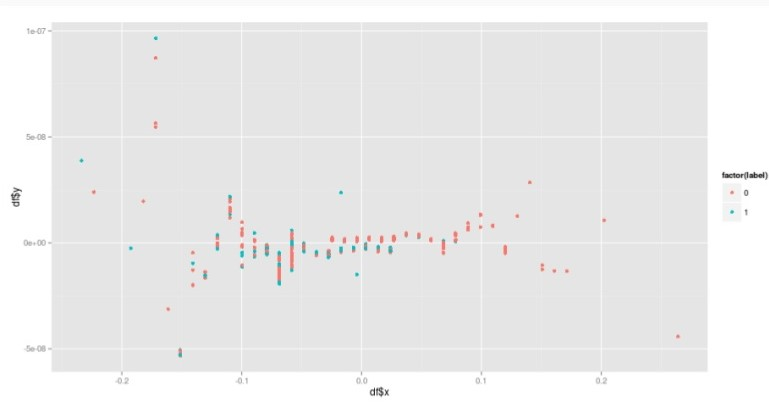 1e-07
5e-08
0e+00
-5e-08
df$y
-0.2
-0.1
0.0
0.1
0.2
df$x
factor(label)
0
1